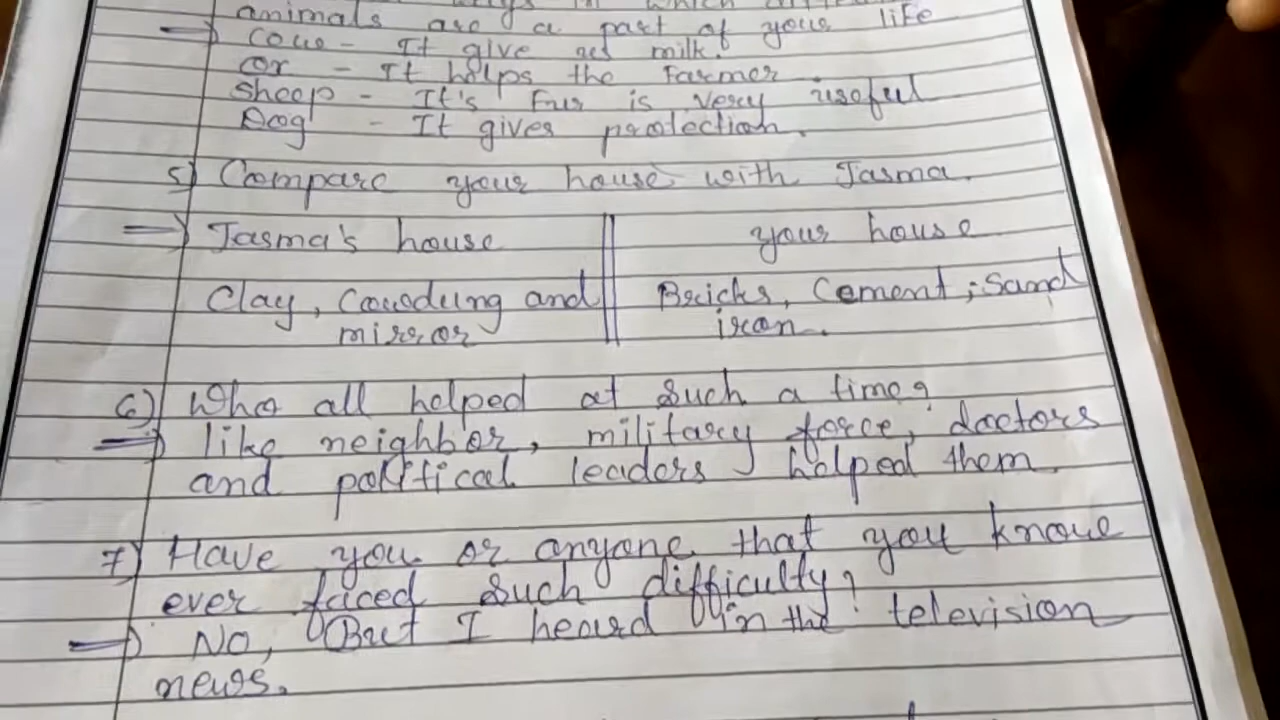 animals are a part of your life
⇒ Cow - It give us milk.
Ox - It helps the Farmer.
Sheep - It's Fur is very useful
Dog - It gives protection.
5) Compare your house with Jasma.
⇒ Jasma's house || your house
Clay, Cowdung and || Bricks, Cement, Sand
mirror || iron.
6) Who all helped at such a time?
⇒ like neighbor, military force, doctors
and political leaders helped them.
7) Have you or anyone that you know
ever faced such difficulty?
⇒ No, But I heard in the television
news.